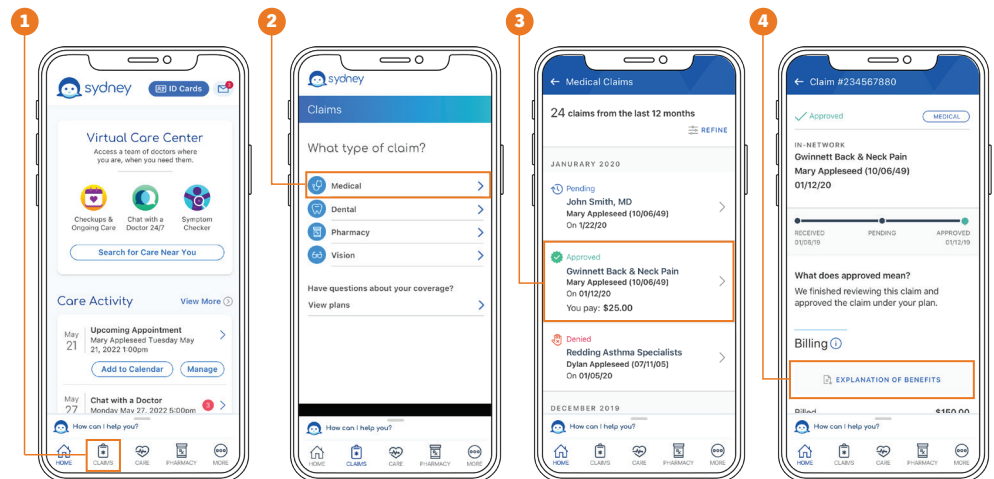 1
2
3
4
sydney
ID Cards
5
Virtual Care Center
Access a team of doctors where
you are, when you need them.
Checkups &
Ongoing Care
Chat with a
Doctor 24/7
Symptom
Checker
Search for Care Near You
Care Activity
View More
May
21
Upcoming Appointment
Mary Appleseed Tuesday May
21, 2022 1:00pm
Add to Calendar
Manage
May
27
Chat with a Doctor
Monday May 27, 2022 5:00pm
3
How can I help you?
HOME
CLAIMS
CARE
PHARMACY
MORE
sydney
Claims
What type of claim?
Medical
Dental
Pharmacy
Vision
Have questions about your coverage?
View plans
How can I help you?
HOME
CLAIMS
CARE
PHARMACY
MORE
Medical Claims
24 claims from the last 12 months
REFINE
JANURARY 2020
Pending
John Smith, MD
Mary Appleseed (10/06/49)
On 1/22/20
Approved
Gwinnett Back & Neck Pain
Mary Appleseed (10/06/49)
On 01/12/20
You pay: $25.00
Denied
Redding Asthma Specialists
Dylan Appleseed (07/11/05)
On 01/05/20
DECEMBER 2019
How can I help you?
HOME
CLAIMS
CARE
PHARMACY
MORE
Claim #234567880
Approved
MEDICAL
IN-NETWORK
Gwinnett Back & Neck Pain
Mary Appleseed (10/06/49)
01/12/20
RECEIVED
01/08/19
PENDING
APPROVED
01/12/19
What does approved mean?
We finished reviewing this claim and
approved the claim under your plan.
Billing
EXPLANATION OF BENEFITS
Billed
$150.00
How can I help you?
HOME
CLAIMS
CARE
PHARMACY
MORE